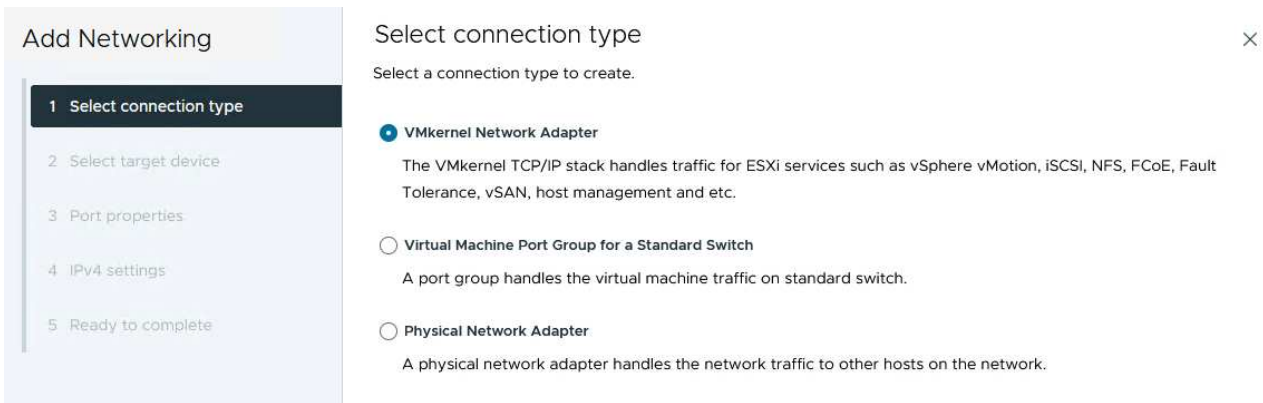 Add Networking
1 Select connection type
2 Select target device
3 Port properties
4 IPv4 settings
5 Ready to complete
Select connection type
Select a connection type to create.
VMkernel Network Adapter
The VMkernel TCP/IP stack handles traffic for ESXi services such as vSphere vMotion, iSCSI, NFS, FCoE, Fault
Tolerance, vSAN, host management and etc.
Virtual Machine Port Group for a Standard Switch
A port group handles the virtual machine traffic on standard switch.
Physical Network Adapter
A physical network adapter handles the network traffic to other hosts on the network.